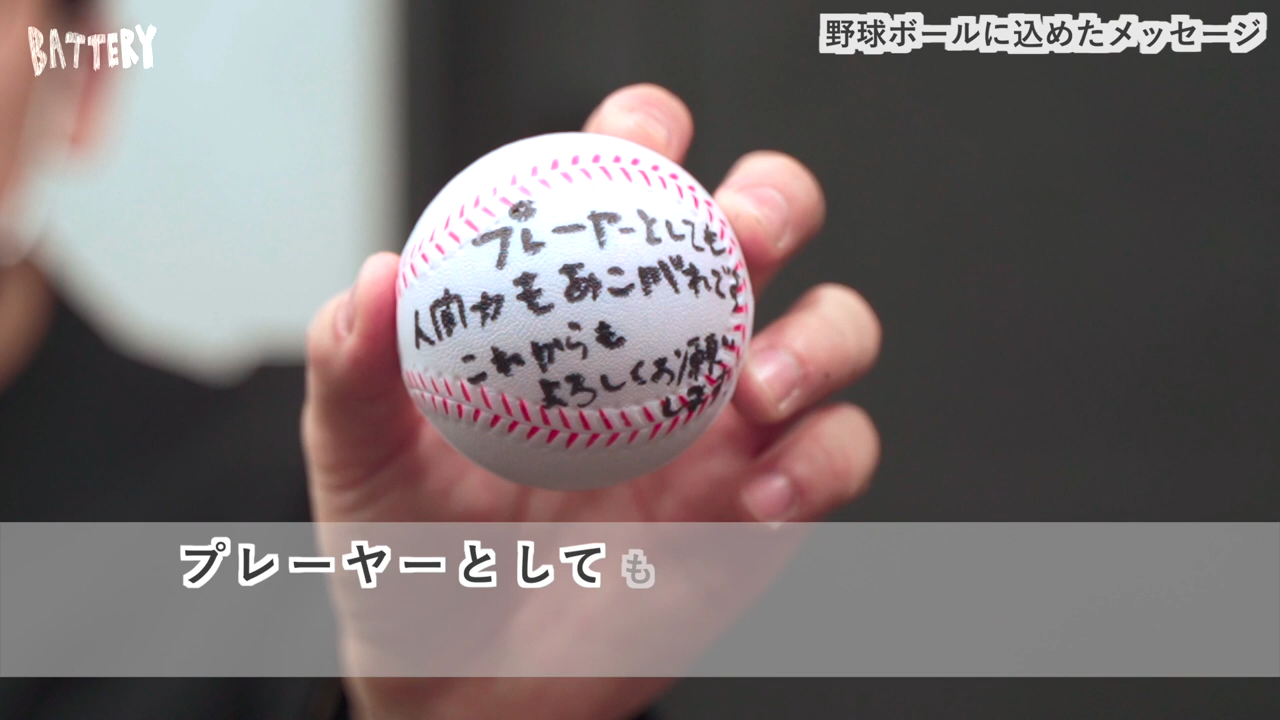 BATTERY
野球ボールに込めたメッセージ
プレーヤーとしても
人間力もあこがれです
これからも
よろしくお願い
します
プレーヤーとしても